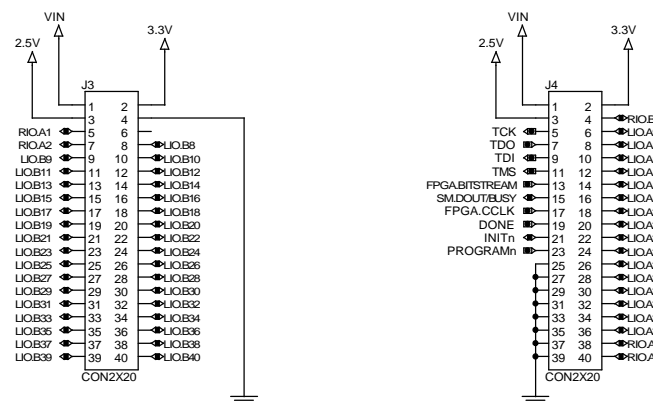 VIN
2.5V
3.3V
J3
1 2
3 4
RIO.A1 5 6
RIO.A2 7 8 LIO.B8
LIO.B9 9 10 LIO.B10
LIO.B11 11 12 LIO.B12
LIO.B13 13 14 LIO.B14
LIO.B15 15 16 LIO.B16
LIO.B17 17 18 LIO.B18
LIO.B19 19 20 LIO.B20
LIO.B21 21 22 LIO.B22
LIO.B23 23 24 LIO.B24
LIO.B25 25 26 LIO.B26
LIO.B27 27 28 LIO.B28
LIO.B29 29 30 LIO.B30
LIO.B31 31 32 LIO.B32
LIO.B33 33 34 LIO.B34
LIO.B35 35 36 LIO.B36
LIO.B37 37 38 LIO.B38
LIO.B39 39 40 LIO.B40
CON2X20
VIN
2.5V
3.3V
J4
1 2
3 4
TCK 5 6
TDO 7 8
TDI 9 10
TMS 11 12
FPGA.BITSTREAM 13 14
SM.DOUT/BUSY 15 16
FPGA.CCLK 17 18
DONE 19 20
INITn 21 22
PROGRAMn 23 24
25 26
27 28
29 30
31 32
33 34
35 36
37 38
39 40
CON2X20